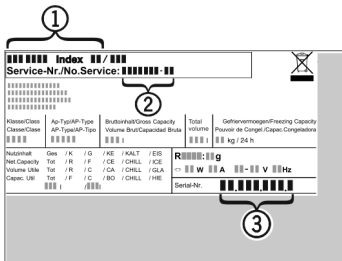 1
Index /
Service-Nr./No.Service: -
2
Klasse/Class Ap-Typ/AP-Type Bruttoinhalt/Gross Capacity Total Gefriervermoegen/Freezing Capacity
Classe/Clase AP-Type/AP-Tipo Volume Brut/Capacidad Bruta volume Pouvoir de Congel./Capac.Congeladora
l l kg / 24 h
Nutzinhalt Ges / K / G / KE / KALT / EIS R : g
Net.Capacity Tot / R / F / CE / CHILL / ICE
Volume Utile Tot / R / C / CA / CHILL / GLA W A - V Hz
Capac. Util Tot / F / C / BO / CHILL / HIE
l / l Serial-Nr. . . .
3